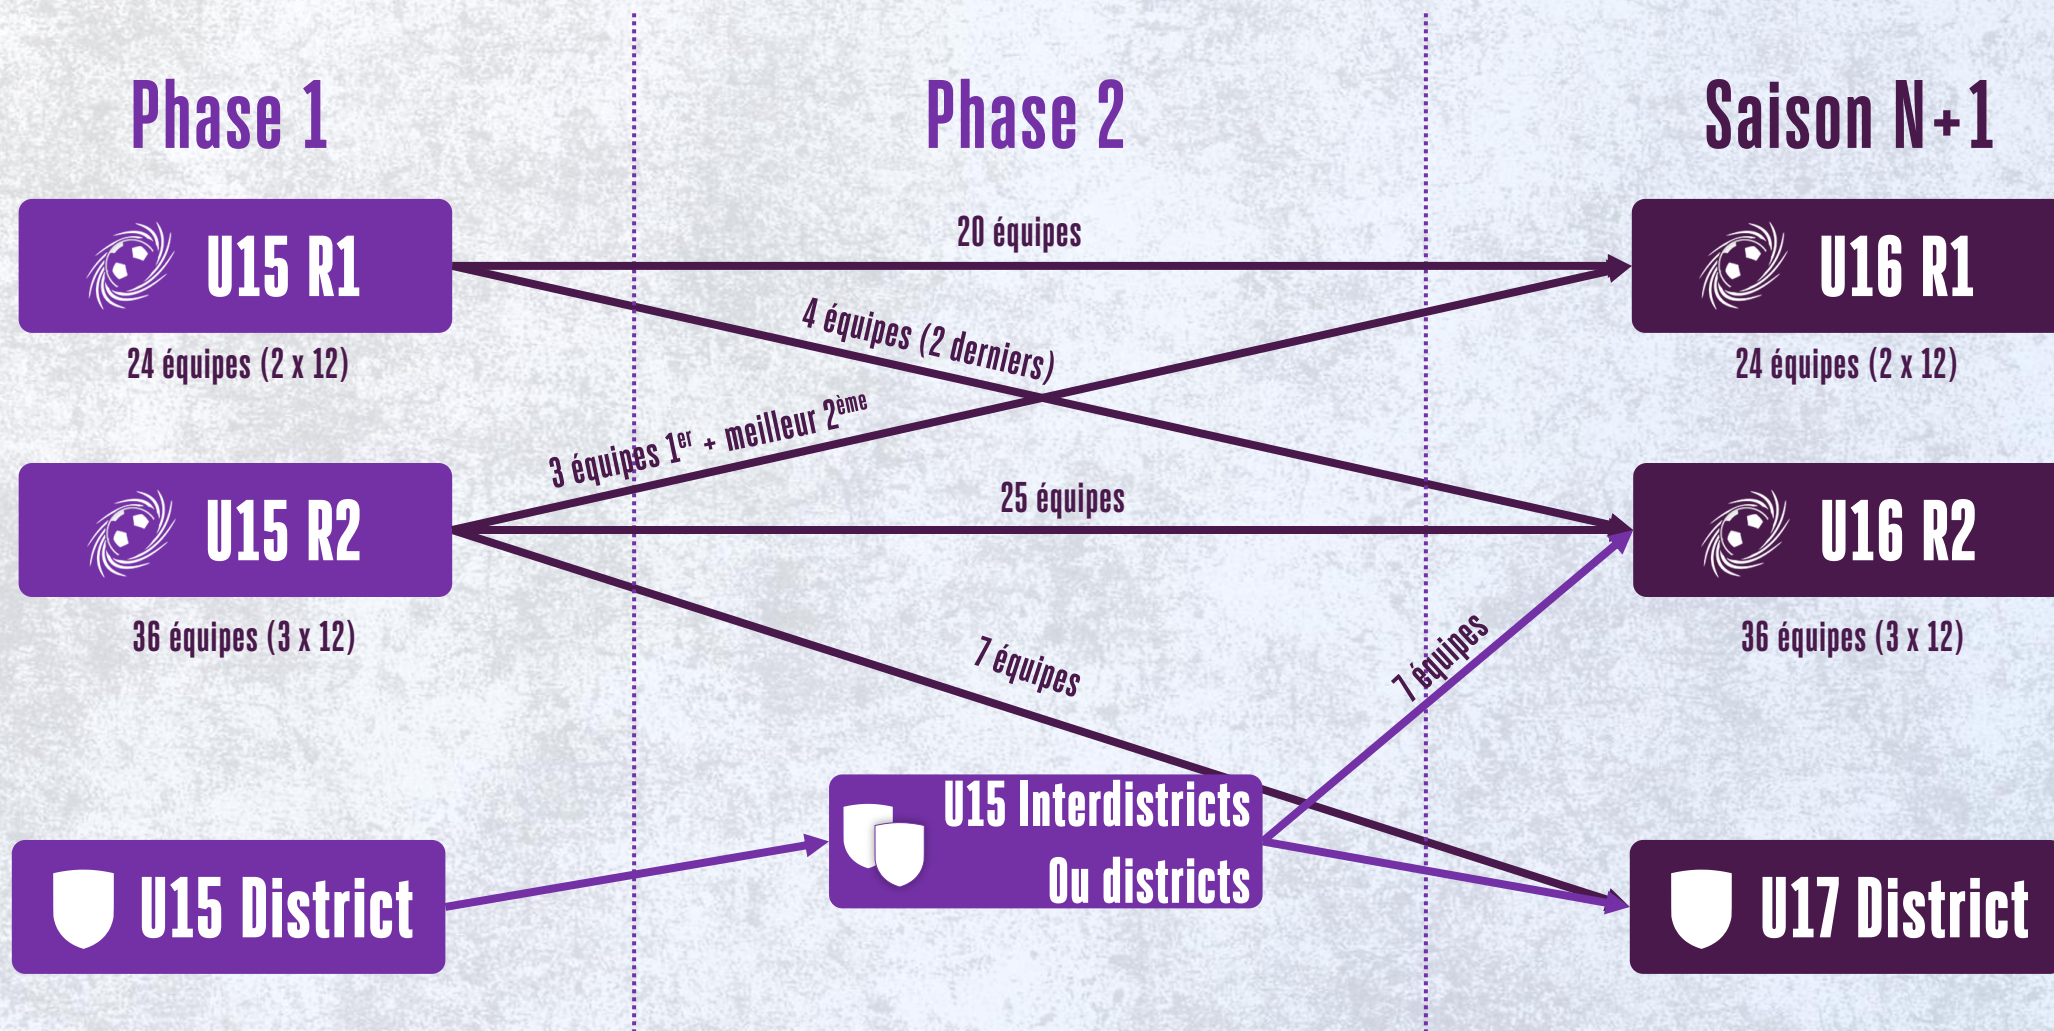 Phase 1
Phase 2
Saison N+1
U15 R1
20 équipes
U16 R1
24 équipes (2 x 12)
4 équipes (2 derniers)
24 équipes (2 x 12)
3 équipes 1er + meilleur 2ème
U15 R2
25 équipes
U16 R2
36 équipes (3 x 12)
7 équipes
7 équipes
36 équipes (3 x 12)
U15 Interdistricts
Ou districts
U15 District
U17 District